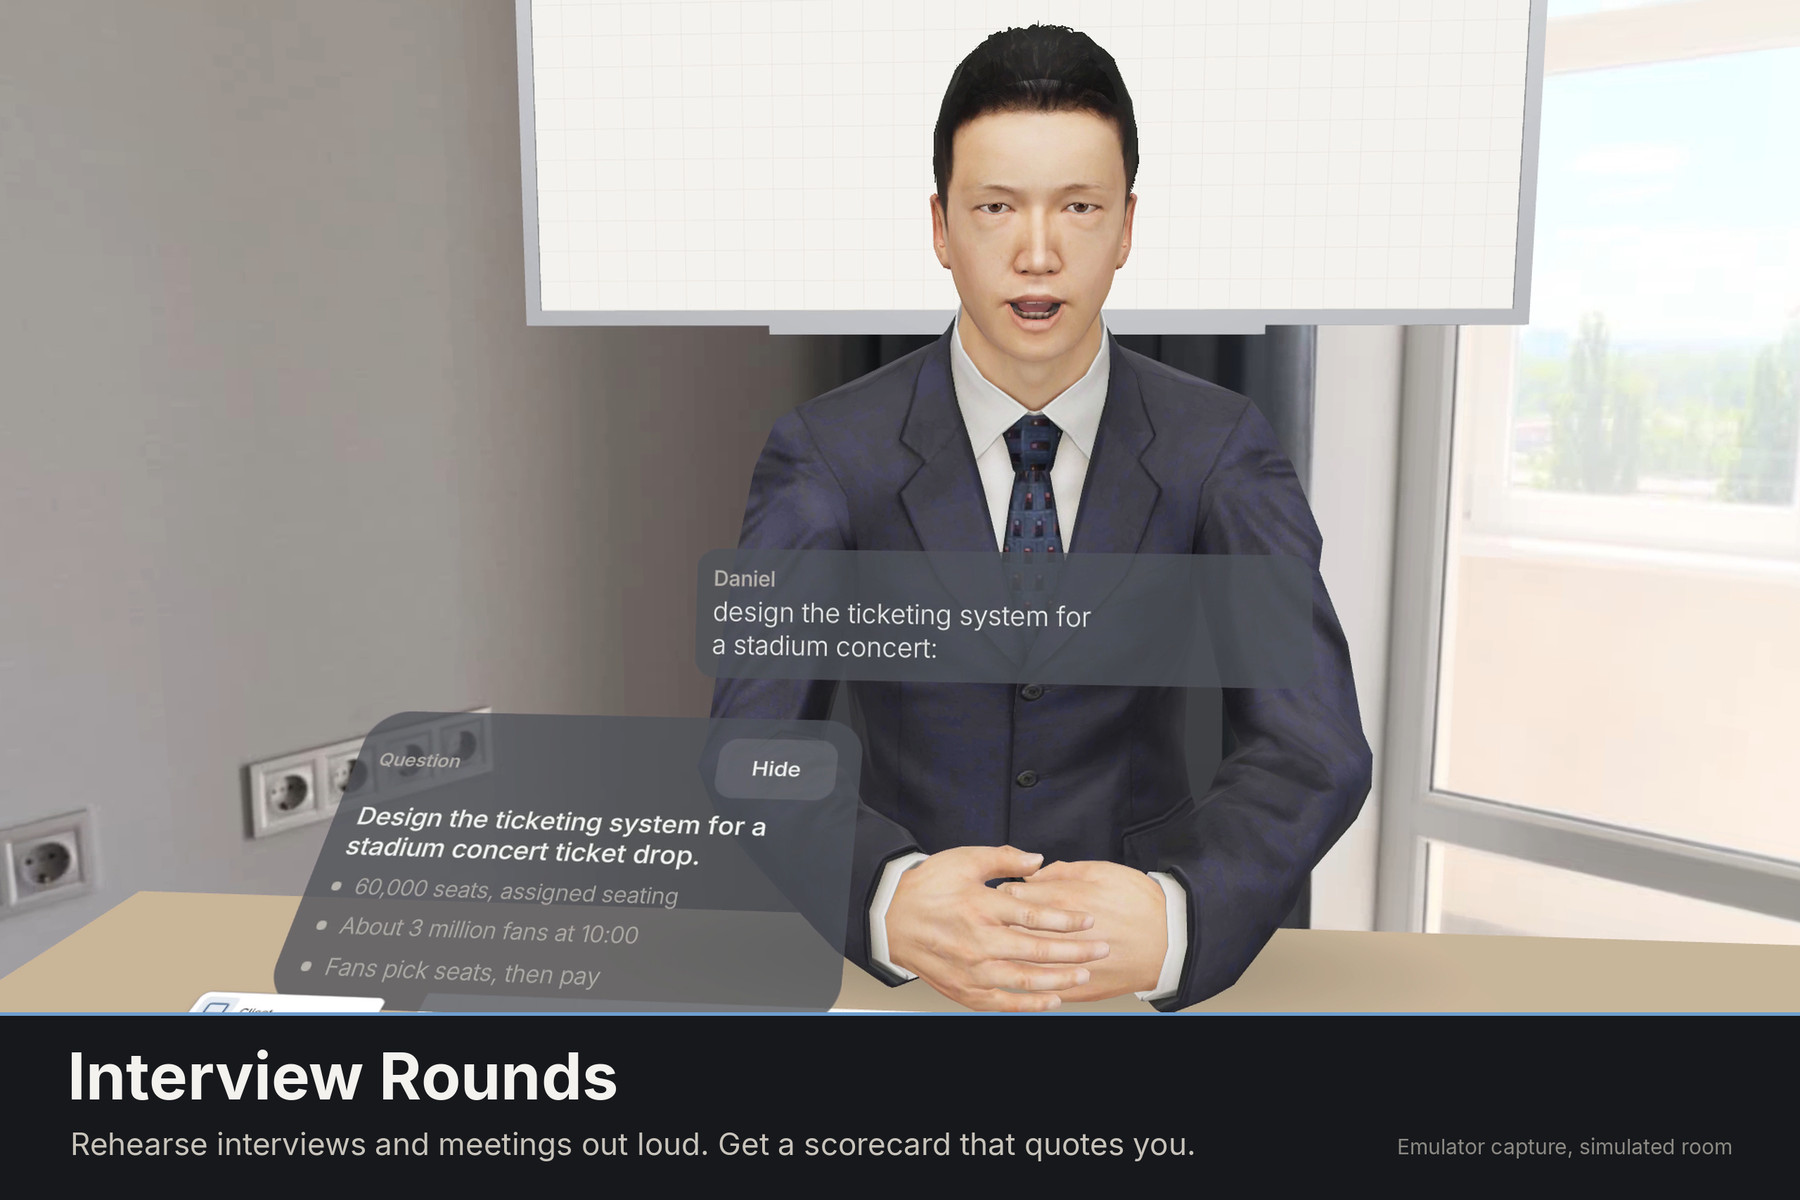 Daniel
design the ticketing system for
a stadium concert:
Question
Hide
Design the ticketing system for a
stadium concert ticket drop.
• 60,000 seats, assigned seating
• About 3 million fans at 10:00
• Fans pick seats, then pay
Interview Rounds
Rehearse interviews and meetings out loud. Get a scorecard that quotes you.
Emulator capture, simulated room